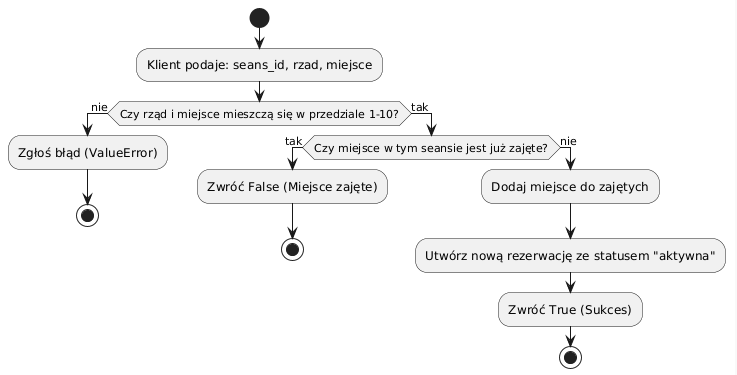 Klient podaje: seans_id, rzad, miejsce
nie
Czy rząd i miejsce mieszczą się w przedziale 1-10?
tak
Zgłoś błąd (ValueError)
tak
Czy miejsce w tym seansie jest już zajęte?
nie
Zwróć False (Miejsce zajęte)
Dodaj miejsce do zajętych
Utwórz nową rezerwację ze statusem "aktywna"
Zwróć True (Sukces)